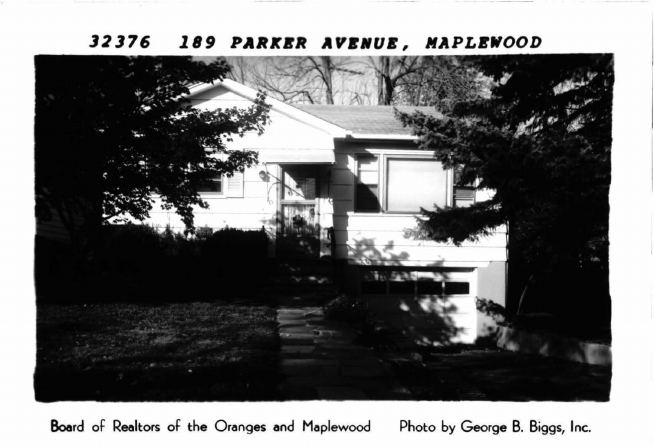 32376 189 PARKER AVENUE, MAPLEWOOD
Board of Realtors of the Oranges and Maplewood Photo by George B. Biggs, Inc.